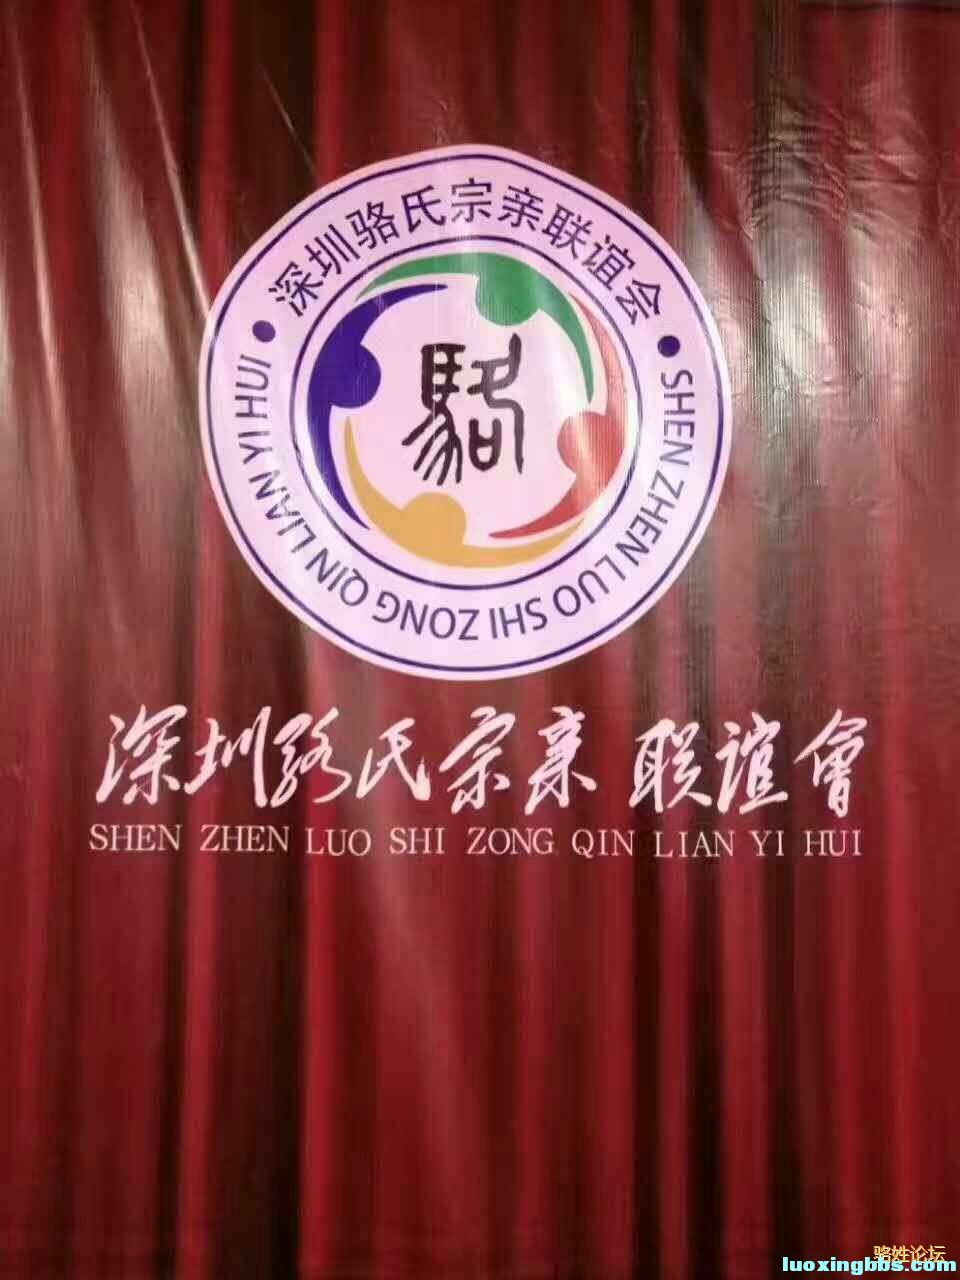 深圳骆氏宗亲联谊会
SHEN ZHEN LUO SHI ZONG QIN LIAN YI HUI
駱
深圳骆氏宗亲 联谊會
SHEN ZHEN LUO SHI ZONG QIN LIAN YI HUI
骆姓论坛
luoxingbbs.com